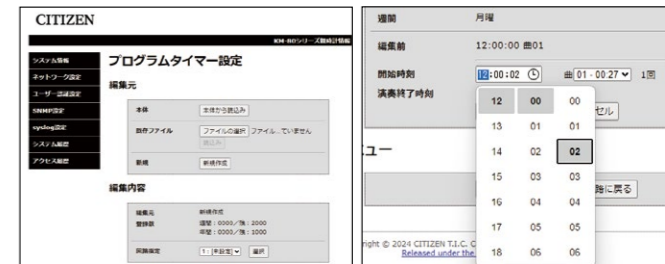 CITIZEN
KM-80シリーズ親時計情報
システム情報
ネットワーク設定
ユーザー認証設定
SNMP設定
syslog設定
システム履歴
アクセス履歴
プログラムタイマー設定
編集元
本体 本体から読込み
既存ファイル ファイルの選択 ファイル...ていません
読込み
新規 新規作成
編集内容
編集元 新規作成
登録数 週間：0000／残：2000
年間：0000／残：1000
回路指定 1：[未設定] 選択
週間 月曜
編集前 12:00:00 曲01
開始時刻 12:00:02 曲 01 - 00:27 1回
演奏終了時刻
12 00 00
セル
13 01 01
14 02 02
ュー
15 03 03
16 04 04
に戻る
17 05 05
18 06 06
right © 2024 CITIZEN T.I.C. C
Released under the